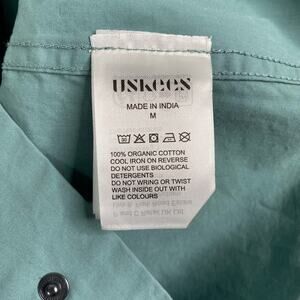 USKEES
MADE IN INDIA
M
100% ORGANIC COTTON
COOL IRON ON REVERSE
DO NOT USE BIOLOGICAL
DETERGENTS
DO NOT WRING OR TWIST
WASH INSIDE OUT WITH
LIKE COLOURS